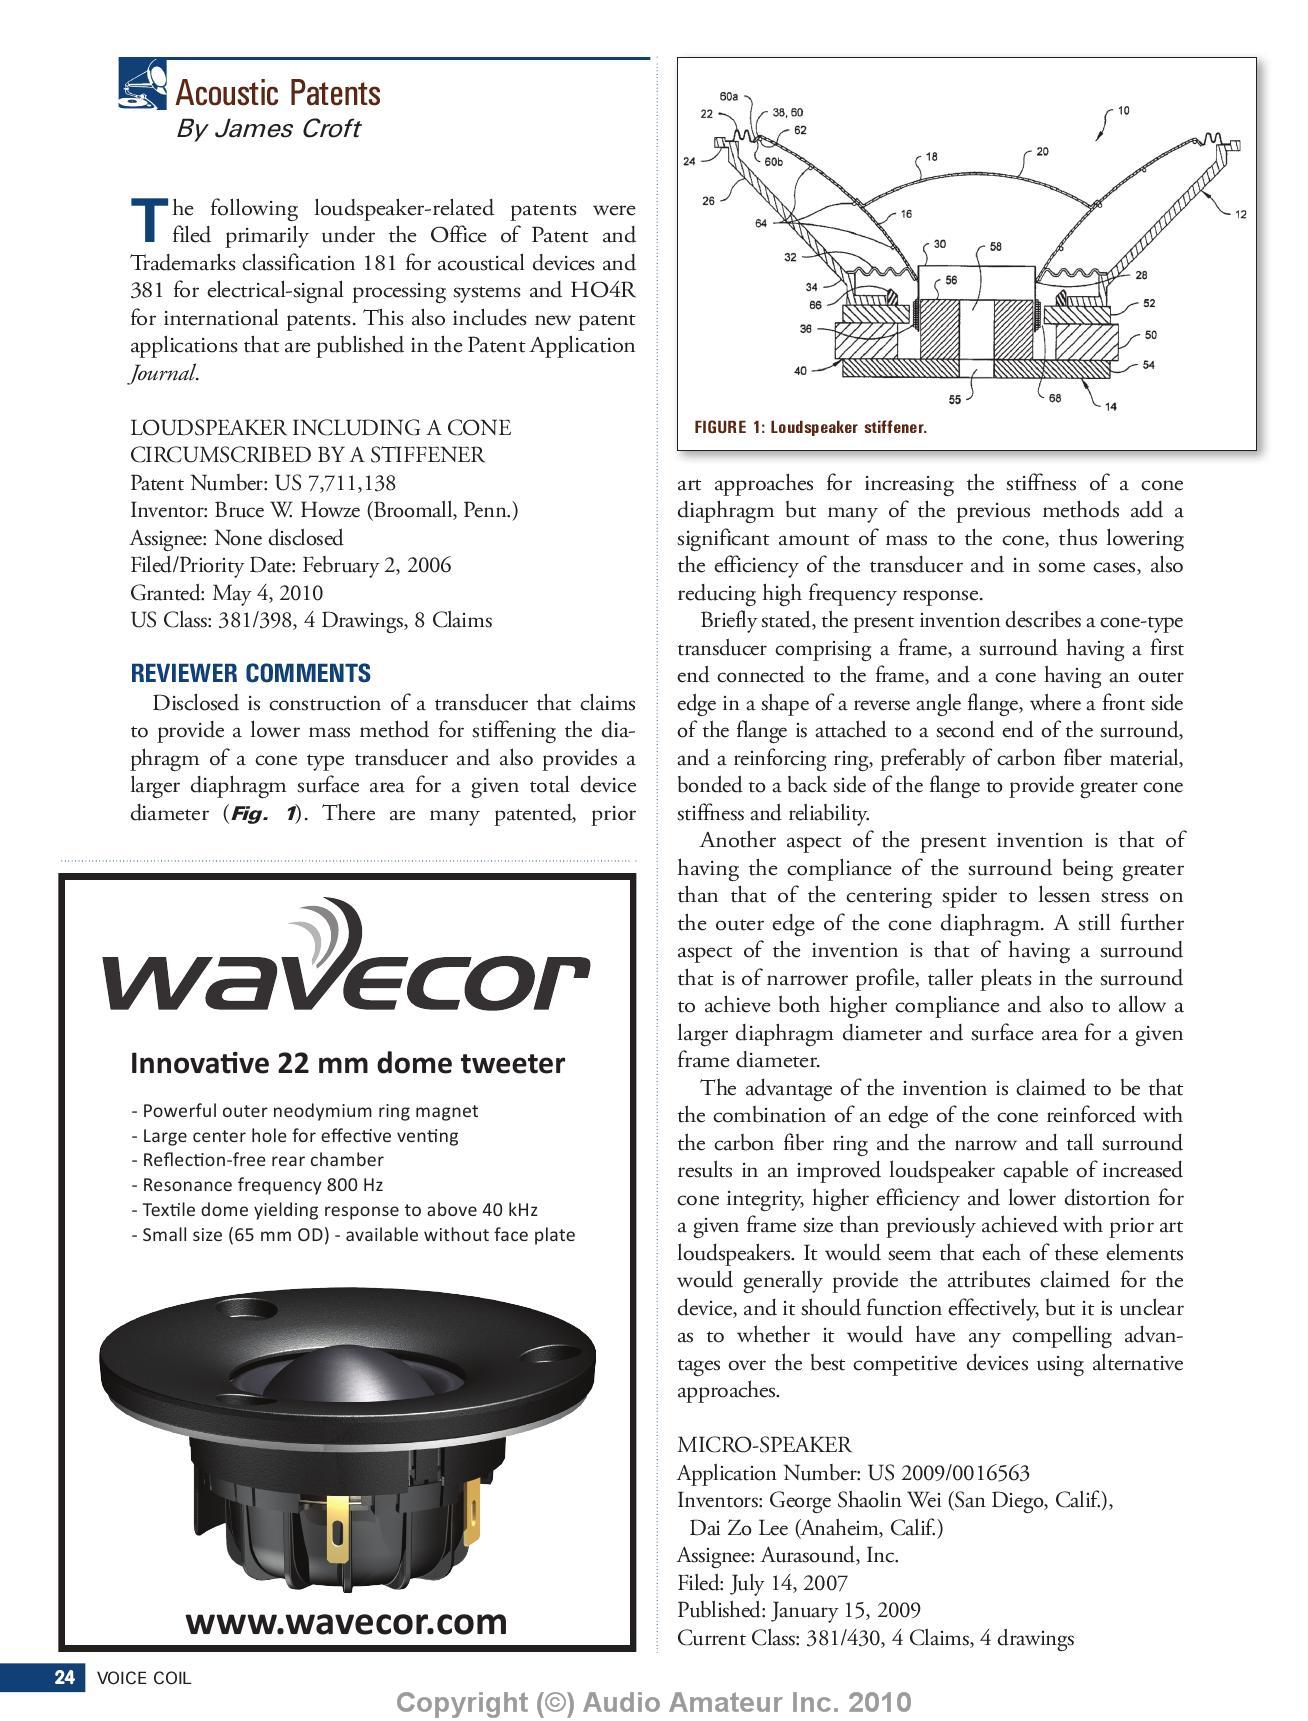 Acoustic Patents
By James Croft
The following loudspeaker-related patents were
filed primarily under the Office of Patent and
Trademarks classification 181 for acoustical devices and
381 for electrical-signal processing systems and HO4R
for international patents. This also includes new patent
applications that are published in the Patent Application
Journal.
LOUDSPEAKER INCLUDING A CONE
CIRCUMSCRIBED BY A STIFFENER
Patent Number: US 7,711,138
Inventor: Bruce W. Howze (Broomall, Penn.)
Assignee: None disclosed
Filed/Priority Date: February 2, 2006
Granted: May 4, 2010
US Class: 381/398, 4 Drawings, 8 Claims
REVIEWER COMMENTS
Disclosed is construction of a transducer that claims
to provide a lower mass method for stiffening the dia-
phragm of a cone type transducer and also provides a
larger diaphragm surface area for a given total device
diameter (Fig. 1). There are many patented, prior
wavecor
Innovative 22 mm dome tweeter
- Powerful outer neodymium ring magnet
- Large center hole for effective venting
- Reflection-free rear chamber
- Resonance frequency 800 Hz
- Textile dome yielding response to above 40 kHz
- Small size (65 mm OD) - available without face plate
www.wavecor.com
60a
22
38, 60
62
10
24
60b
18
20
26
64
16
12
30
58
32
56
28
34
66
52
36
50
40
54
55
68
14
FIGURE 1: Loudspeaker stiffener.
art approaches for increasing the stiffness of a cone
diaphragm but many of the previous methods add a
significant amount of mass to the cone, thus lowering
the efficiency of the transducer and in some cases, also
reducing high frequency response.
Briefly stated, the present invention describes a cone-type
transducer comprising a frame, a surround having a first
end connected to the frame, and a cone having an outer
edge in a shape of a reverse angle flange, where a front side
of the flange is attached to a second end of the surround,
and a reinforcing ring, preferably of carbon fiber material,
bonded to a back side of the flange to provide greater cone
stiffness and reliability.
Another aspect of the present invention is that of
having the compliance of the surround being greater
than that of the centering spider to lessen stress on
the outer edge of the cone diaphragm. A still further
aspect of the invention is that of having a surround
that is of narrower profile, taller pleats in the surround
to achieve both higher compliance and also to allow a
larger diaphragm diameter and surface area for a given
frame diameter.
The advantage of the invention is claimed to be that
the combination of an edge of the cone reinforced with
the carbon fiber ring and the narrow and tall surround
results in an improved loudspeaker capable of increased
cone integrity, higher efficiency and lower distortion for
a given frame size than previously achieved with prior art
loudspeakers. It would seem that each of these elements
would generally provide the attributes claimed for the
device, and it should function effectively, but it is unclear
as to whether it would have any compelling advan-
tages over the best competitive devices using alternative
approaches.
MICRO-SPEAKER
Application Number: US 2009/0016563
Inventors: George Shaolin Wei (San Diego, Calif.),
Dai Zo Lee (Anaheim, Calif.)
Assignee: Aurasound, Inc.
Filed: July 14, 2007
Published: January 15, 2009
Current Class: 381/430, 4 Claims, 4 drawings
24 VOICE COIL
Copyright (©) Audio Amateur Inc. 2010